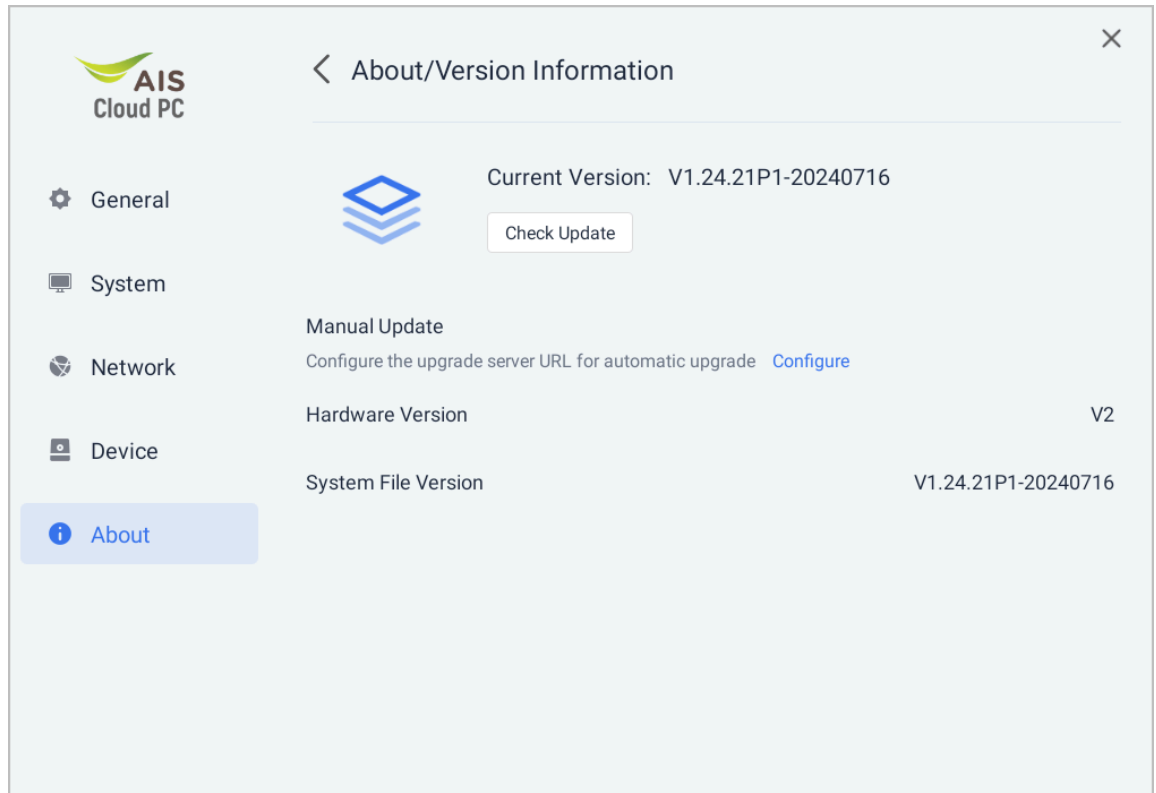 AIS
Cloud PC
About/Version Information
General
System
Network
Device
About
Current Version: V1.24.21P1-20240716
Check Update
Manual Update
Configure the upgrade server URL for automatic upgrade Configure
Hardware Version V2
System File Version V1.24.21P1-20240716